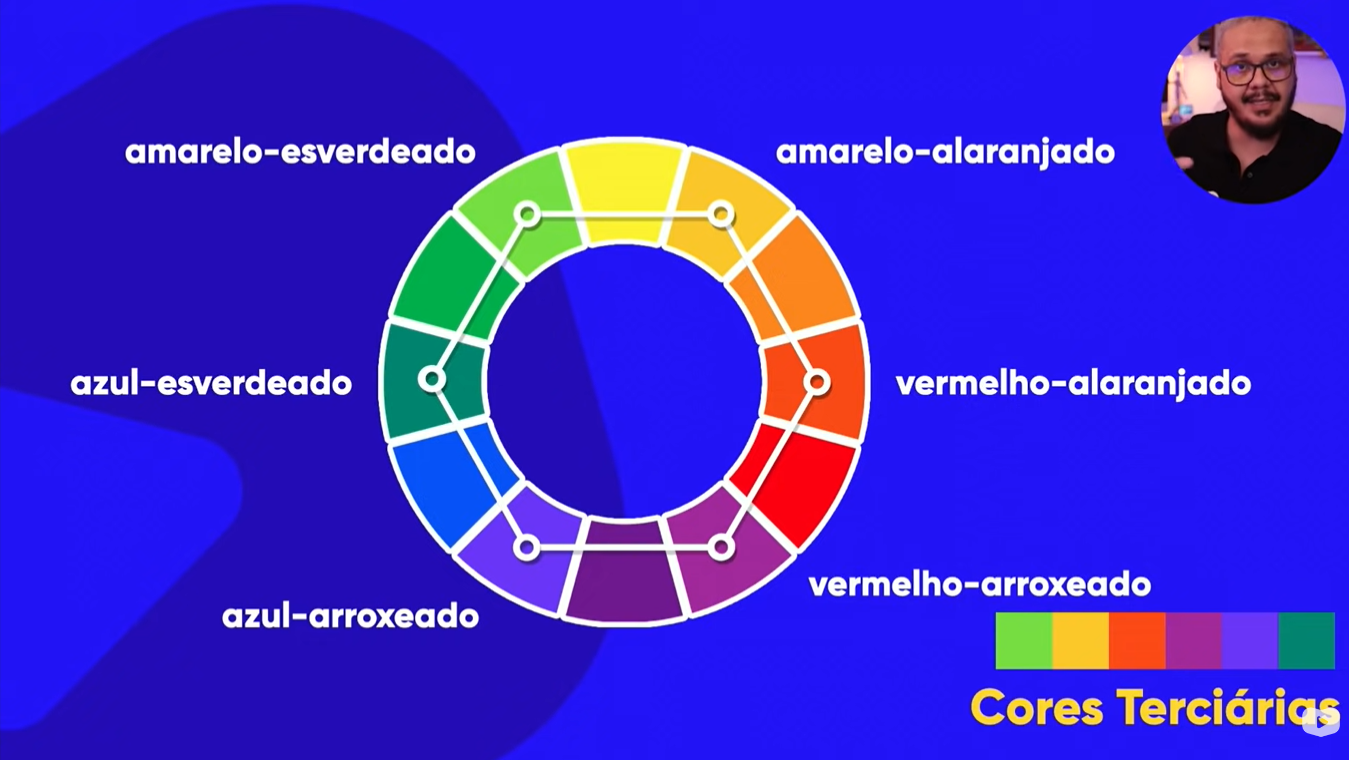 amarelo-esverdeado
amarelo-alaranjado
azul-esverdeado
vermelho-alaranjado
azul-arroxeado
vermelho-arroxeado
Cores Terciárias